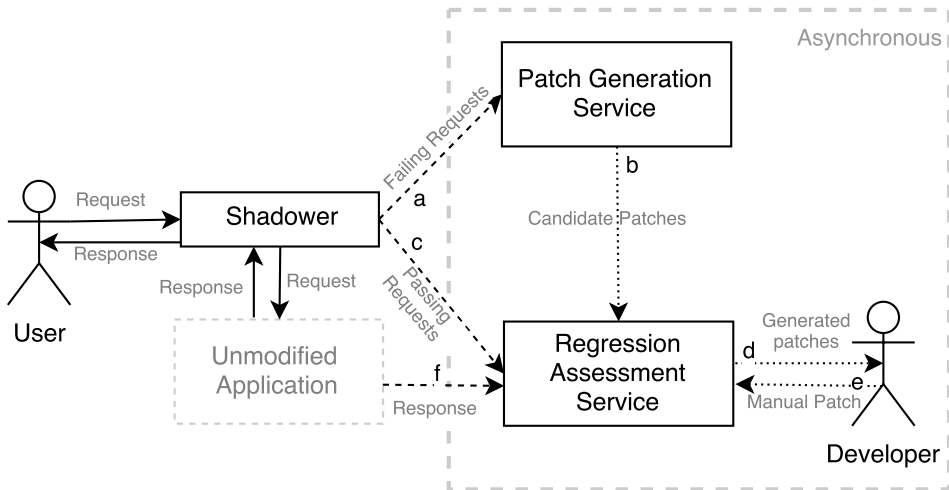 Asynchronous
Patch Generation
Service
Failing Requests
a
b
Request
Shadower
Candidate Patches
c
Response
Response
Request
Passing
Requests
User
Unmodified
Application
f
Response
Regression
Assessment
Service
d
Generated
patches
e
Manual Patch
Developer